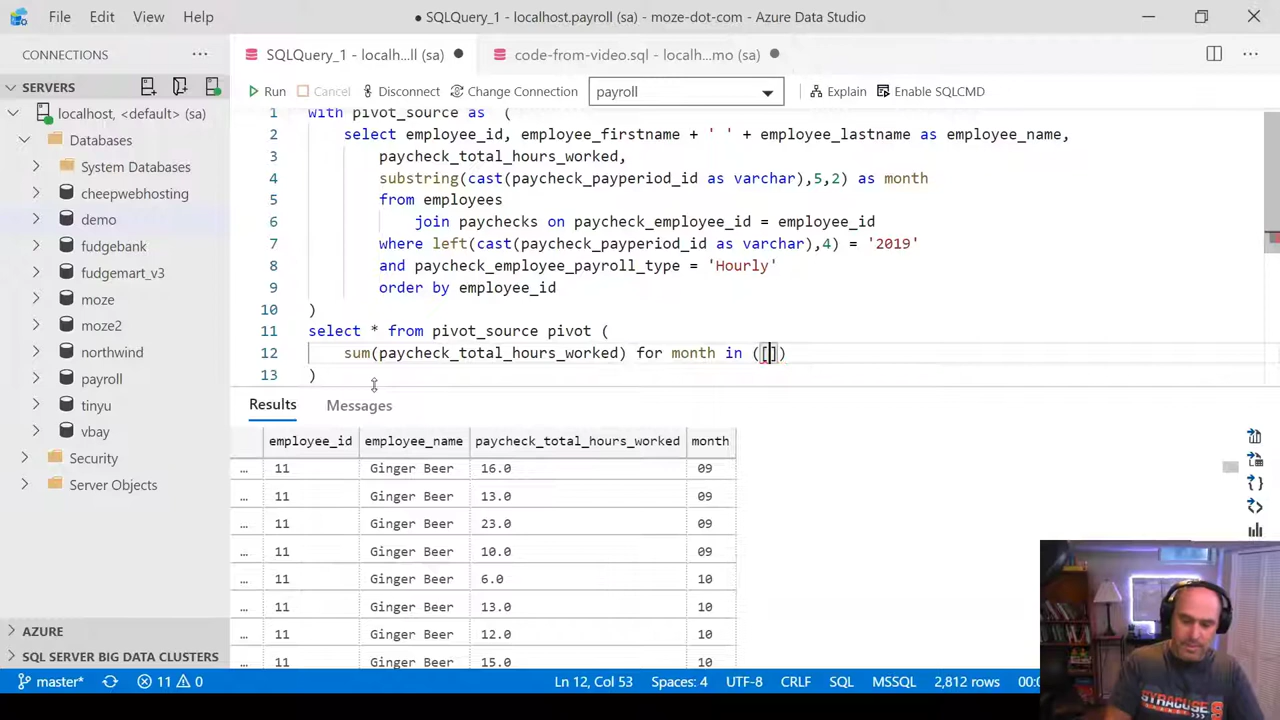 File Edit View Help
● SQLQuery_1 - localhost.payroll (sa) - moze-dot-com - Azure Data Studio
CONNECTIONS
SQLQuery_1 - localh...ll (sa)
code-from-video.sql - localh...mo (sa)
SERVERS
Run Cancel Disconnect Change Connection payroll Explain Enable SQLCMD
localhost, <default> (sa)
Databases
System Databases
cheepwebhosting
demo
fudgebank
fudgemart_v3
moze
moze2
northwind
payroll
tinyu
vbay
Security
Server Objects
AZURE
SQL SERVER BIG DATA CLUSTERS
1 with pivot_source as (
2 select employee_id, employee_firstname + ' ' + employee_lastname as employee_name,
3 paycheck_total_hours_worked,
4 substring(cast(paycheck_payperiod_id as varchar),5,2) as month
5 from employees
6 join paychecks on paycheck_employee_id = employee_id
7 where left(cast(paycheck_payperiod_id as varchar),4) = '2019'
8 and paycheck_employee_payroll_type = 'Hourly'
9 order by employee_id
10 )
11 select * from pivot_source pivot (
12 sum(paycheck_total_hours_worked) for month in ([])
13 )
Results Messages
employee_id employee_name paycheck_total_hours_worked month
... 11 Ginger Beer 16.0 09
... 11 Ginger Beer 13.0 09
... 11 Ginger Beer 23.0 09
... 11 Ginger Beer 10.0 09
... 11 Ginger Beer 6.0 10
... 11 Ginger Beer 13.0 10
... 11 Ginger Beer 12.0 10
... 11 Ginger Beer 15.0 10
master* 11 0 Ln 12, Col 53 Spaces: 4 UTF-8 CRLF SQL MSSQL 2,812 rows 00:0
SYRACUSE